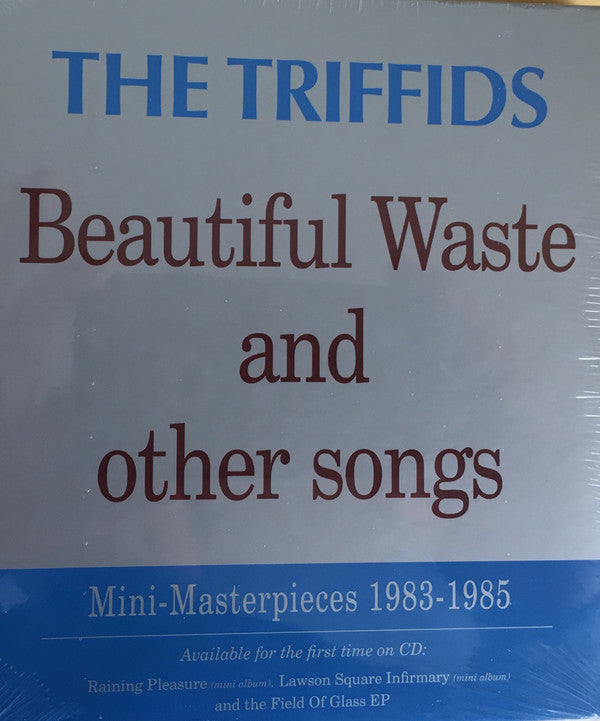 THE TRIFFIDS
Beautiful Waste
and
other songs
Mini-Masterpieces 1983-1985
Available for the first time on CD:
Raining Pleasure (mini album), Lawson Square Infirmary (mini album)
and the Field Of Glass EP